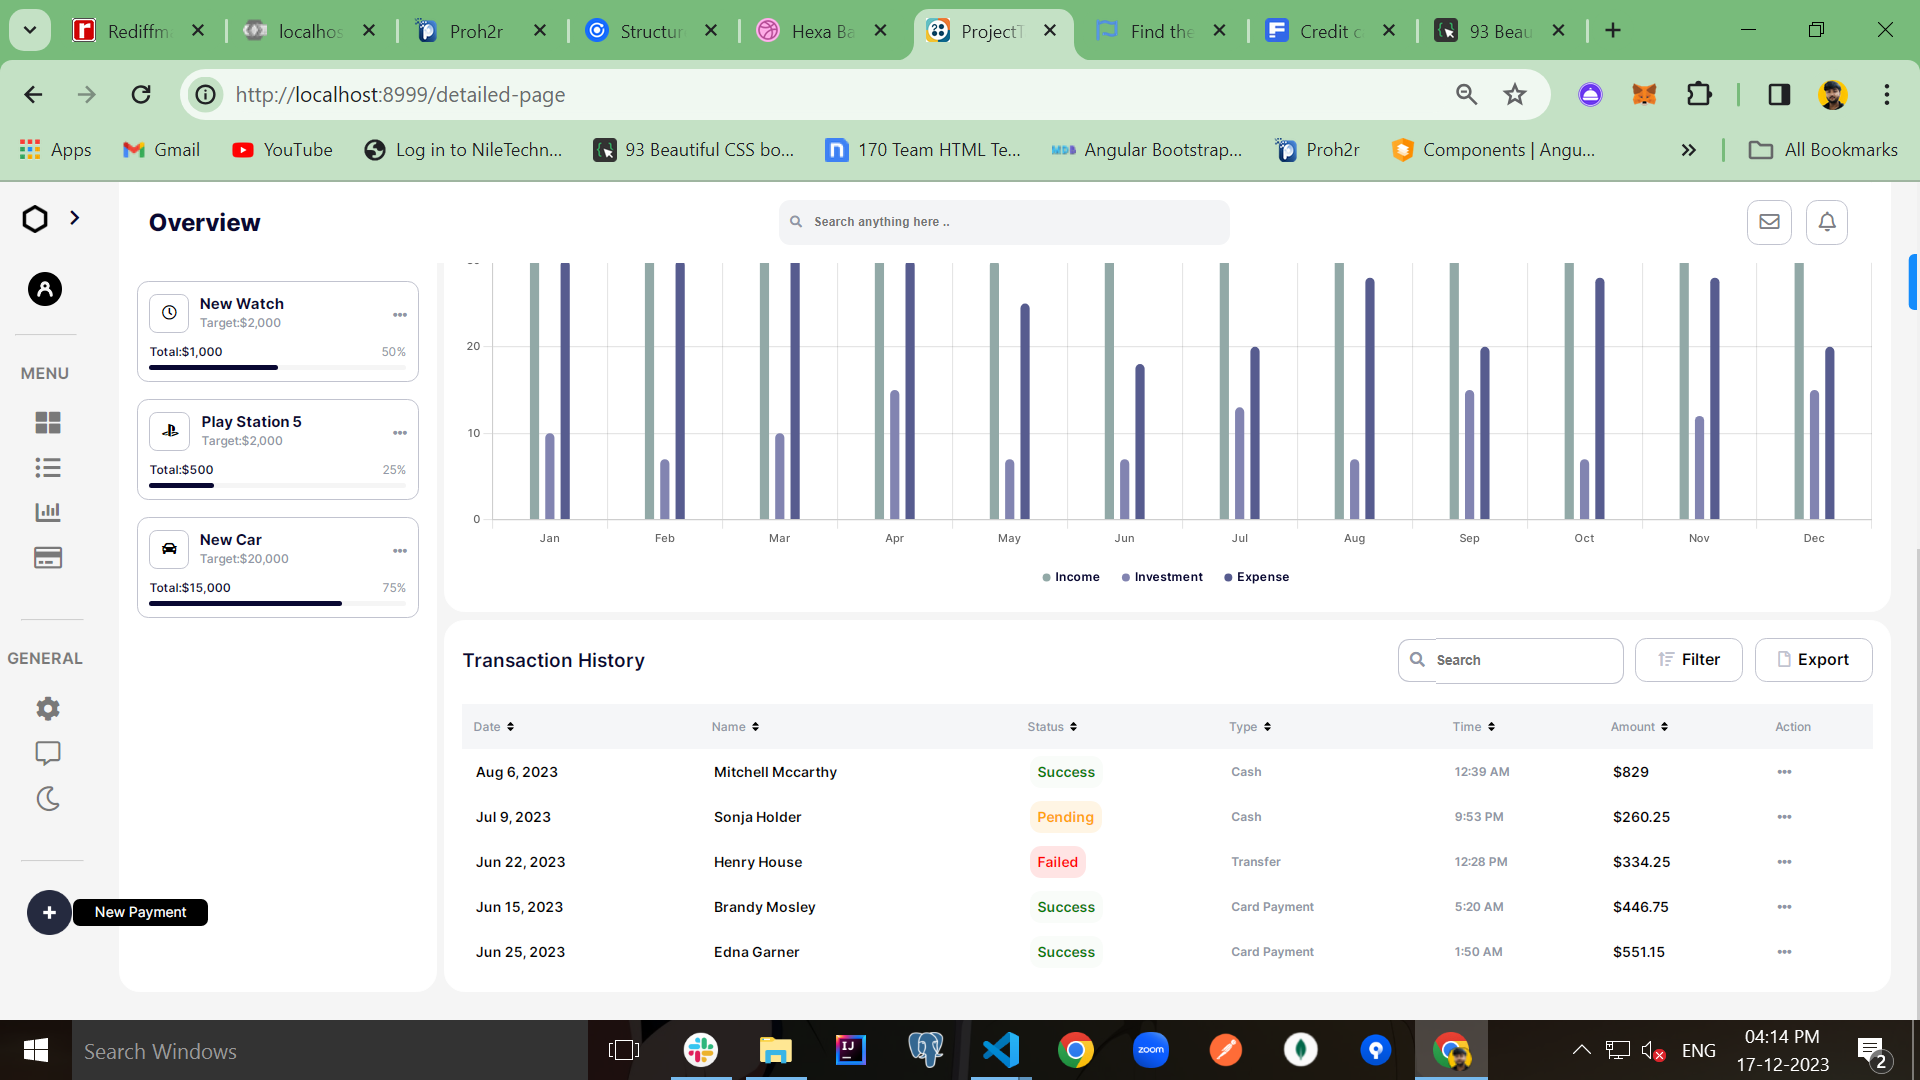 Rediffm
localhos
Proh2r
Structur
Hexa Ba
ProjectT
Find the
Credit c
93 Beau
http://localhost:8999/detailed-page
Apps
Gmail
YouTube
Log in to NileTechn...
93 Beautiful CSS bo...
170 Team HTML Te...
Angular Bootstrap...
Proh2r
Components | Angu...
All Bookmarks
Overview
Search anything here ..
MENU
GENERAL
New Payment
New Watch
Target:$2,000
Total:$1,000 50%
Play Station 5
Target:$2,000
Total:$500 25%
New Car
Target:$20,000
Total:$15,000 75%
20
10
0
Jan Feb Mar Apr May Jun Jul Aug Sep Oct Nov Dec
Income Investment Expense
Transaction History
Search
Filter
Export
Date Name Status Type Time Amount Action
Aug 6, 2023 Mitchell Mccarthy Success Cash 12:39 AM $829
Jul 9, 2023 Sonja Holder Pending Cash 9:53 PM $260.25
Jun 22, 2023 Henry House Failed Transfer 12:28 PM $334.25
Jun 15, 2023 Brandy Mosley Success Card Payment 5:20 AM $446.75
Jun 25, 2023 Edna Garner Success Card Payment 1:50 AM $551.15
Search Windows
zoom
ENG
04:14 PM
17-12-2023
2